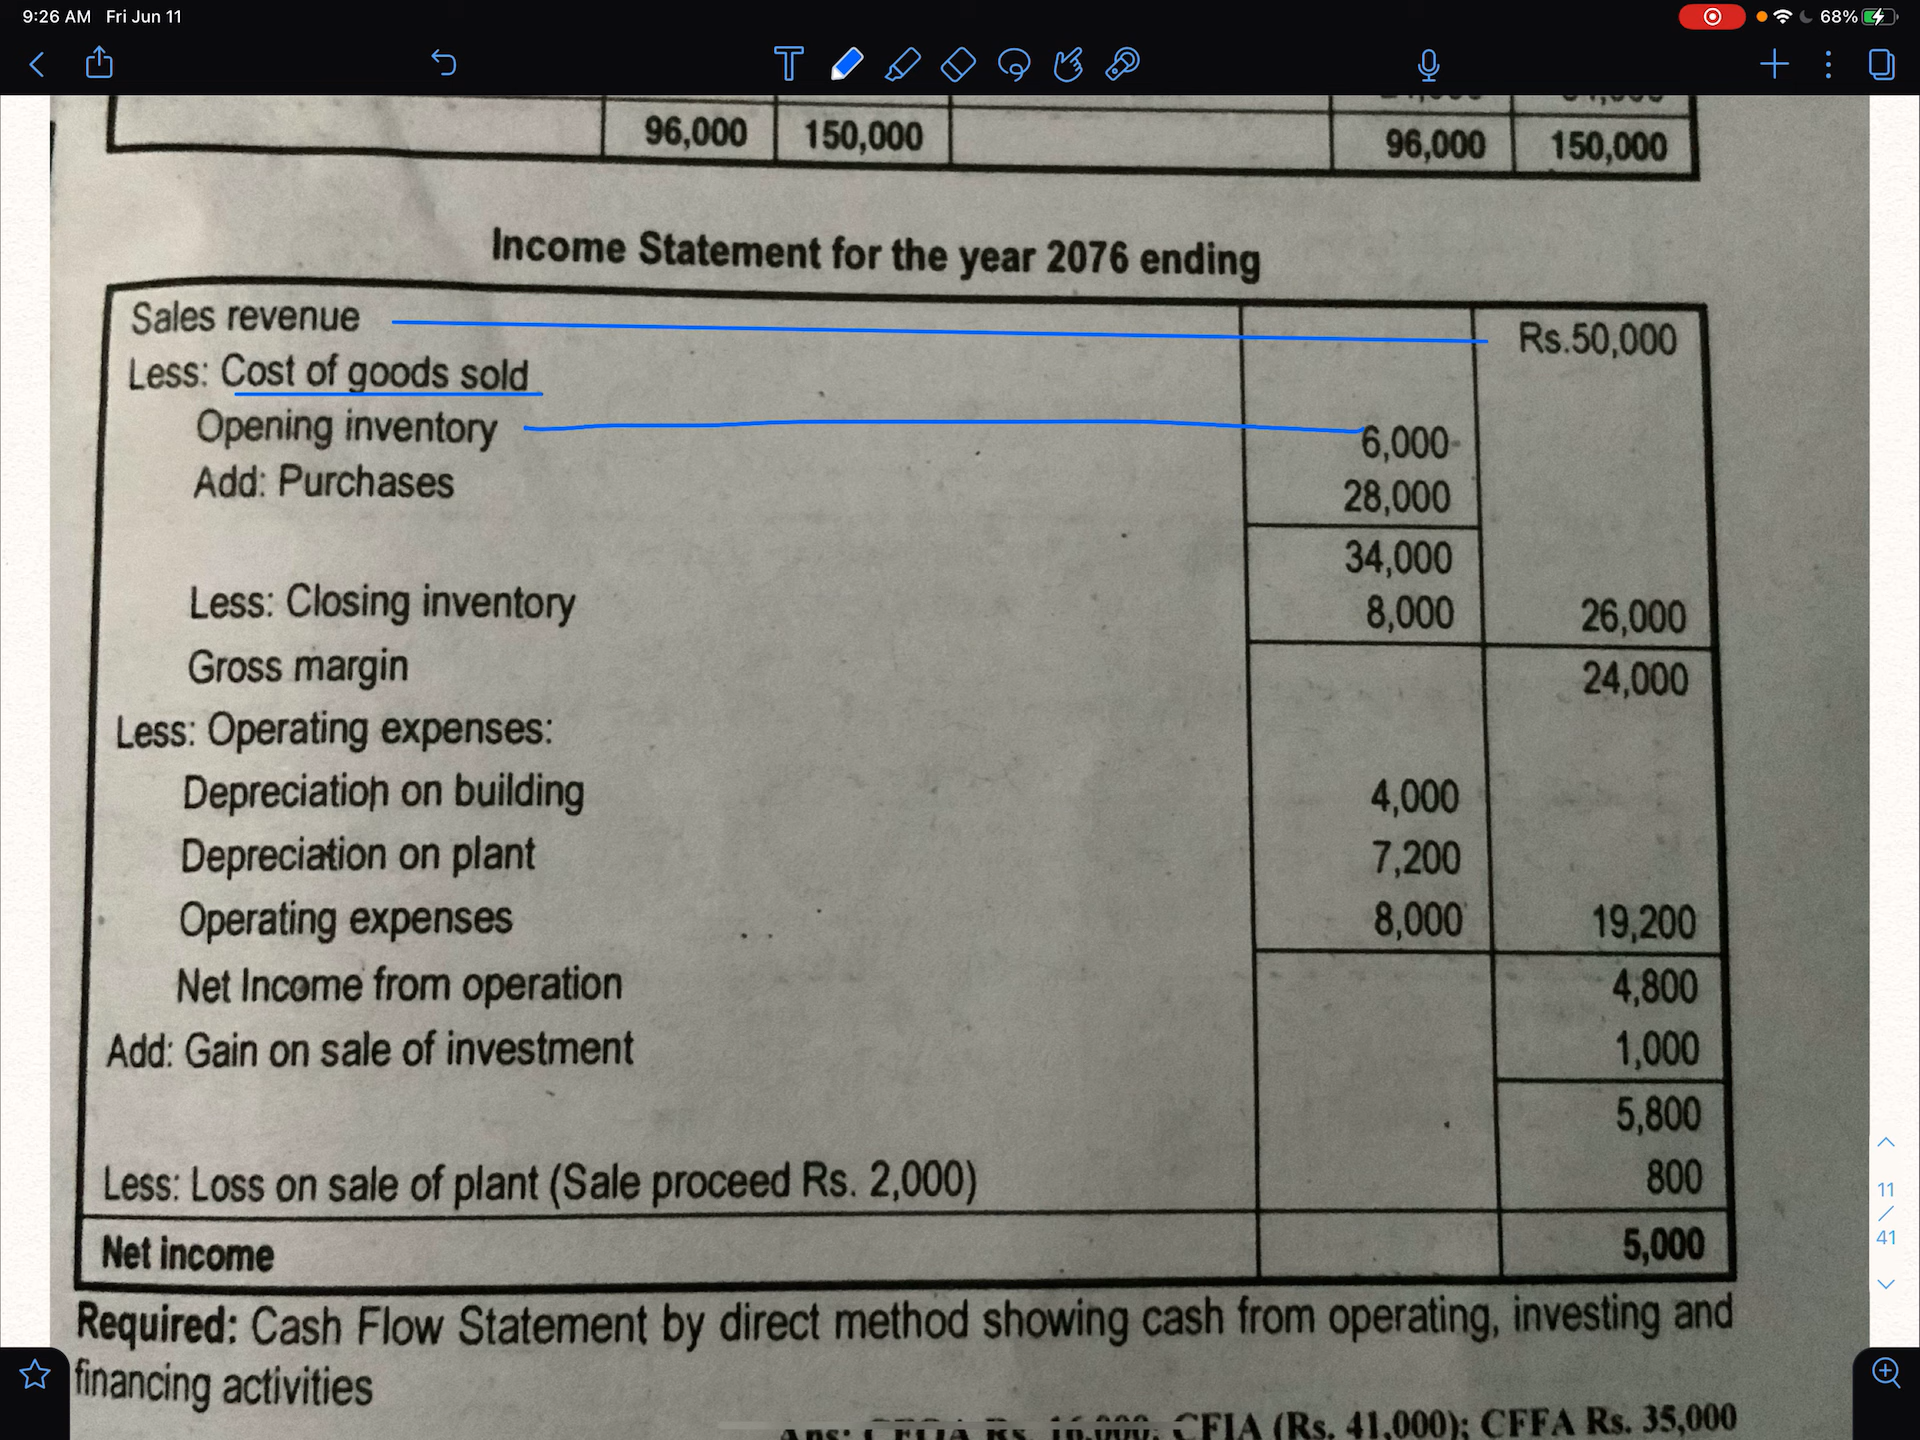 9:26 AM Fri Jun 11
68%
96,000 150,000 96,000 150,000
Income Statement for the year 2076 ending
Sales revenue Rs.50,000
Less: Cost of goods sold
Opening inventory 6,000
Add: Purchases 28,000
34,000
Less: Closing inventory 8,000 26,000
Gross margin 24,000
Less: Operating expenses:
Depreciation on building 4,000
Depreciation on plant 7,200
Operating expenses 8,000 19,200
Net Income from operation 4,800
Add: Gain on sale of investment 1,000
5,800
Less: Loss on sale of plant (Sale proceed Rs. 2,000) 800
Net income 5,000
Required: Cash Flow Statement by direct method showing cash from operating, investing and
financing activities
Ans: CFOA Rs. 16,000; CFIA (Rs. 41,000); CFFA Rs. 35,000
11
/
41